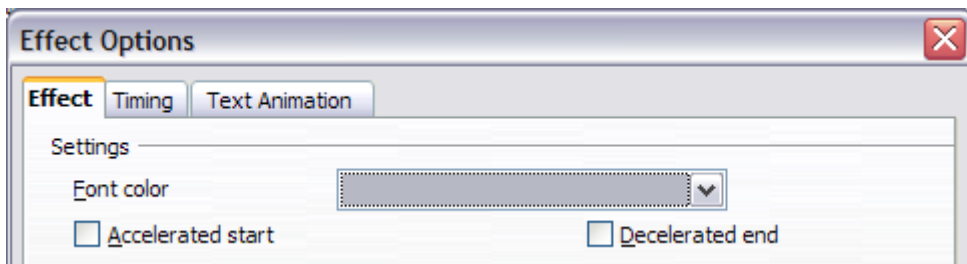 Effect Options
Effect Timing Text Animation
Settings
Font color
Accelerated start Decelerated end